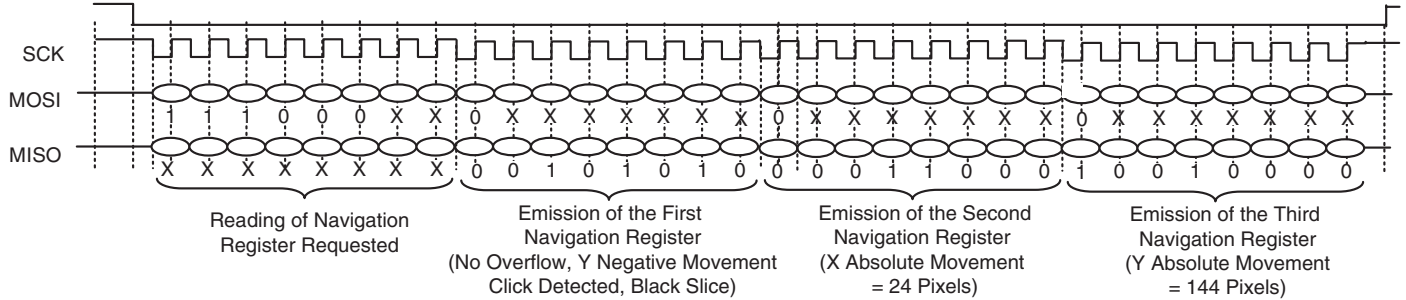 SCK
MOSI
1 1 1 0 0 0 X X 0 X X X X X X X 0 X X X X X X X 0 X X X X X X X
MISO
X X X X X X X X 0 0 1 0 1 0 1 0 0 0 0 1 1 0 0 0 1 0 0 1 0 0 0 0
Reading of Navigation
Register Requested
Emission of the First
Navigation Register
(No Overflow, Y Negative Movement
Click Detected, Black Slice)
Emission of the Second
Navigation Register
(X Absolute Movement
= 24 Pixels)
Emission of the Third
Navigation Register
(Y Absolute Movement
= 144 Pixels)